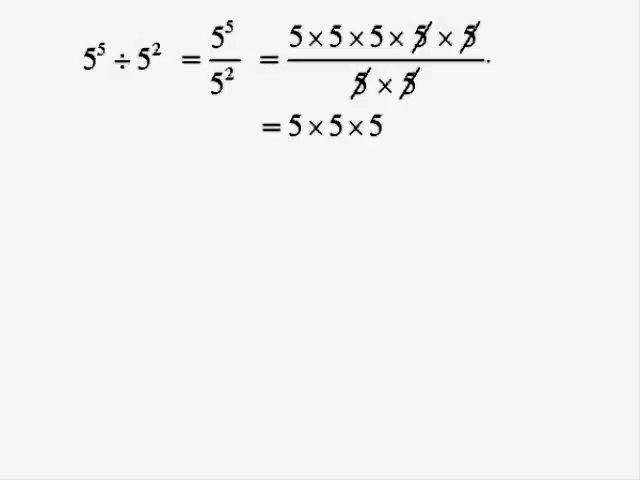 5⁵ ÷ 5² = 5⁵/5² = 5 × 5 × 5 × 5̸ × 5̸ / 5̸ × 5̸
= 5 × 5 × 5